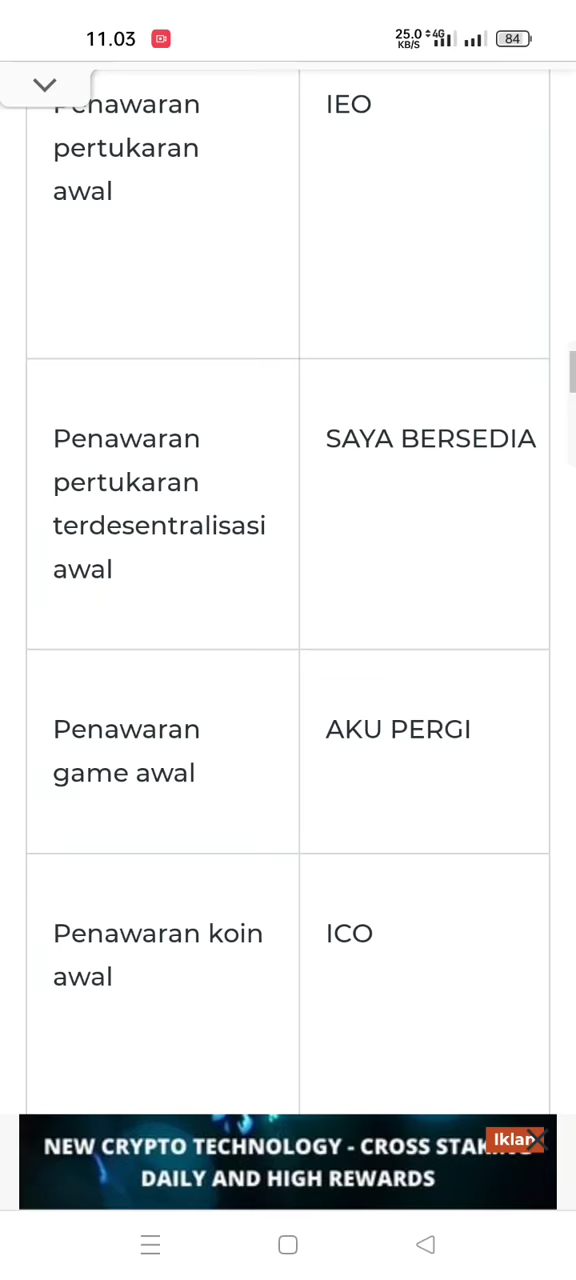 11.03
25.0 KB/S 4G 84
Penawaran
pertukaran
awal
IEO
Penawaran
pertukaran
terdesentralisasi
awal
SAYA BERSEDIA
Penawaran
game awal
AKU PERGI
Penawaran koin
awal
ICO
Iklan
NEW CRYPTO TECHNOLOGY - CROSS
DAILY AND HIGH REWARDS